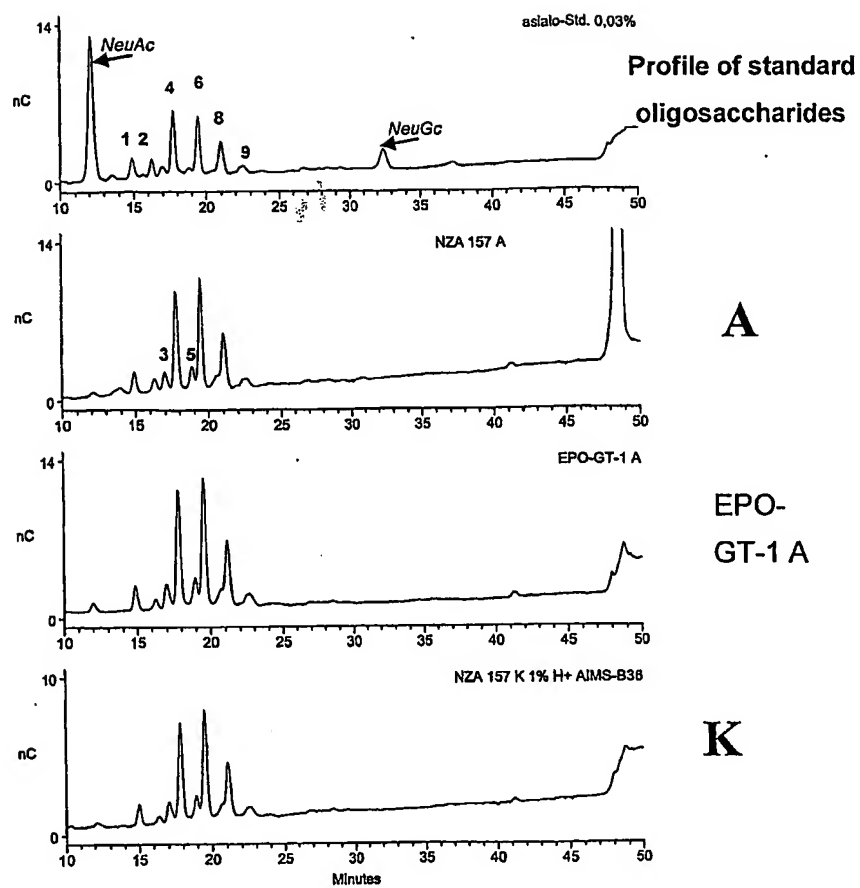 asialo-Std. 0,03%
Profile of standard
oligosaccharides
14
NeuAc
nC
1 2 4 6 8 9
NeuGc
0
10 15 20 25 30 35 40 45 50
14
NZA 157 A
nC
3 5
A
0
10 15 20 25 30 35 40 45 50
14
EPO-GT-1 A
nC
EPO-
GT-1 A
0
10 15 20 25 30 35 40 45 50
10
NZA 157 K 1% H+ AIMS-B36
nC
K
0
10 15 20 25 30 35 40 45 50
Minutes